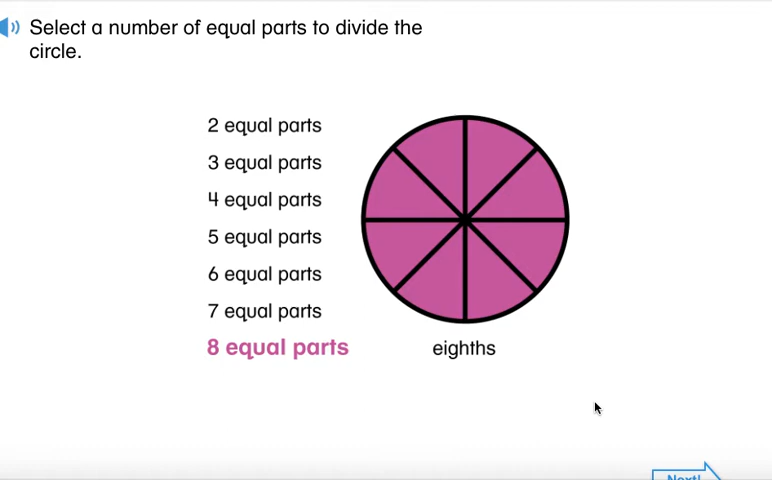 Select a number of equal parts to divide the
circle.
2 equal parts
3 equal parts
4 equal parts
5 equal parts
6 equal parts
7 equal parts
8 equal parts
eighths
Next!